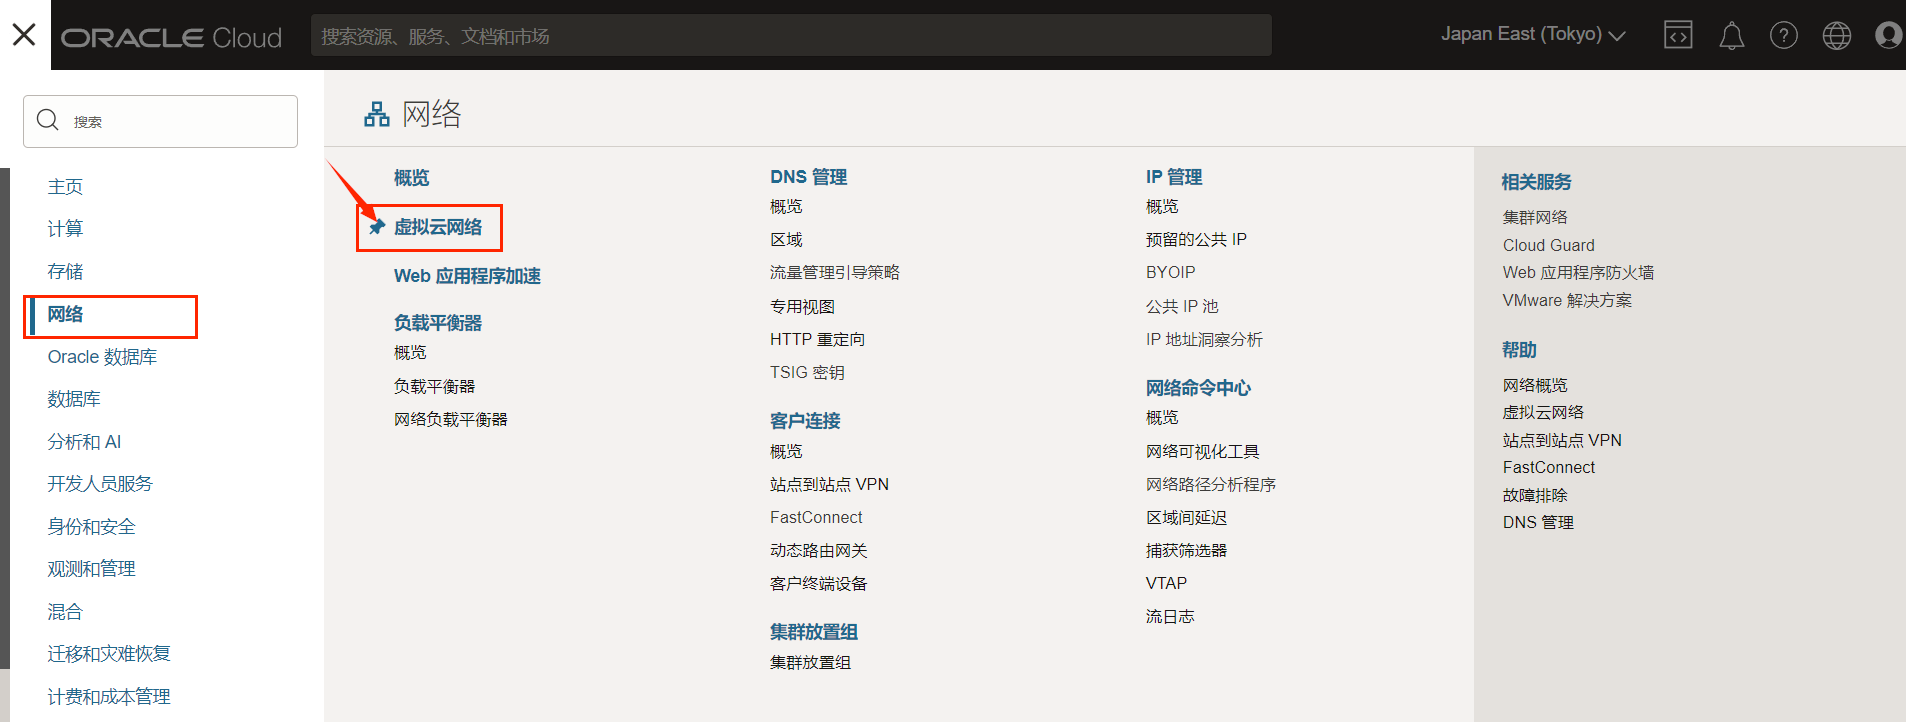 ORACLE Cloud
搜索资源、服务、文档和市场
Japan East (Tokyo)
搜索
主页
计算
存储
网络
Oracle 数据库
数据库
分析和 AI
开发人员服务
身份和安全
观测和管理
混合
迁移和灾难恢复
计费和成本管理
网络
概览
虚拟云网络
Web 应用程序加速
负载平衡器
概览
负载平衡器
网络负载平衡器
DNS 管理
概览
区域
流量管理引导策略
专用视图
HTTP 重定向
TSIG 密钥
客户连接
概览
站点到站点 VPN
FastConnect
动态路由网关
客户终端设备
集群放置组
集群放置组
IP 管理
概览
预留的公共 IP
BYOIP
公共 IP 池
IP 地址洞察分析
网络命令中心
概览
网络可视化工具
网络路径分析程序
区域间延迟
捕获筛选器
VTAP
流日志
相关服务
集群网络
Cloud Guard
Web 应用程序防火墙
VMware 解决方案
帮助
网络概览
虚拟云网络
站点到站点 VPN
FastConnect
故障排除
DNS 管理